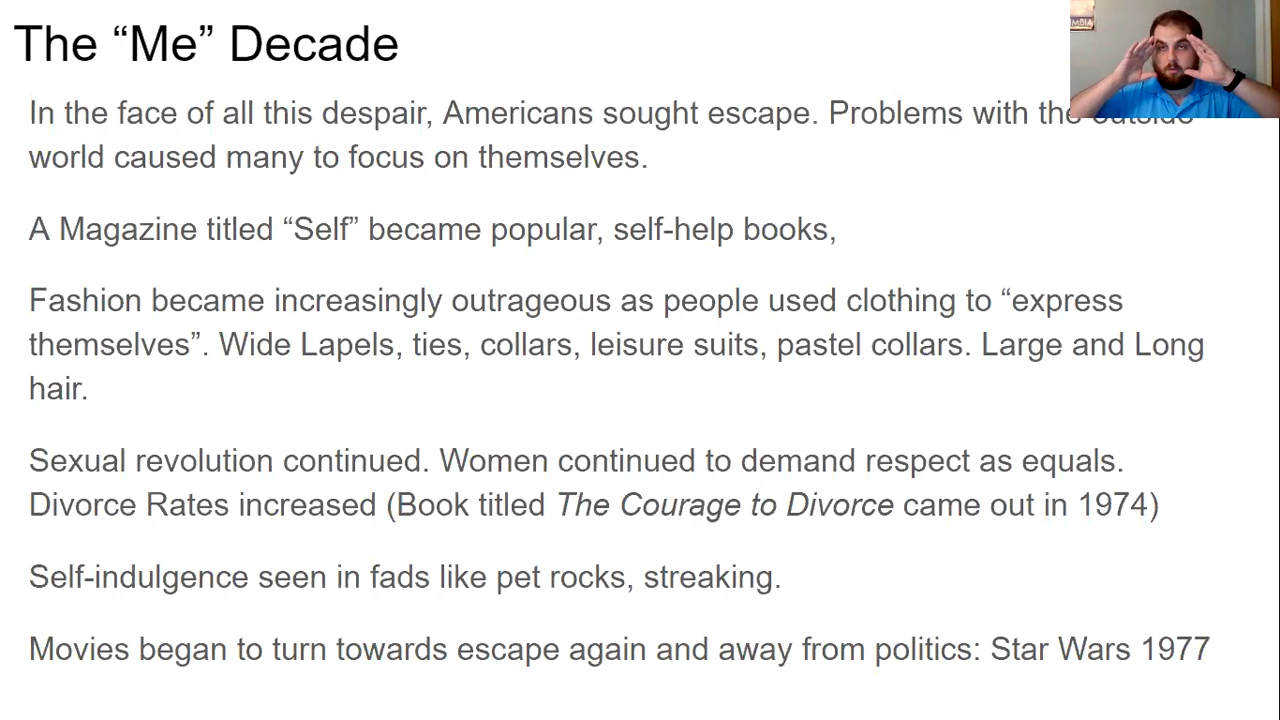 The “Me” Decade
In the face of all this despair, Americans sought escape. Problems with the outside
world caused many to focus on themselves.
A Magazine titled “Self” became popular, self-help books,
Fashion became increasingly outrageous as people used clothing to “express
themselves”. Wide Lapels, ties, collars, leisure suits, pastel collars. Large and Long
hair.
Sexual revolution continued. Women continued to demand respect as equals.
Divorce Rates increased (Book titled The Courage to Divorce came out in 1974)
Self-indulgence seen in fads like pet rocks, streaking.
Movies began to turn towards escape again and away from politics: Star Wars 1977